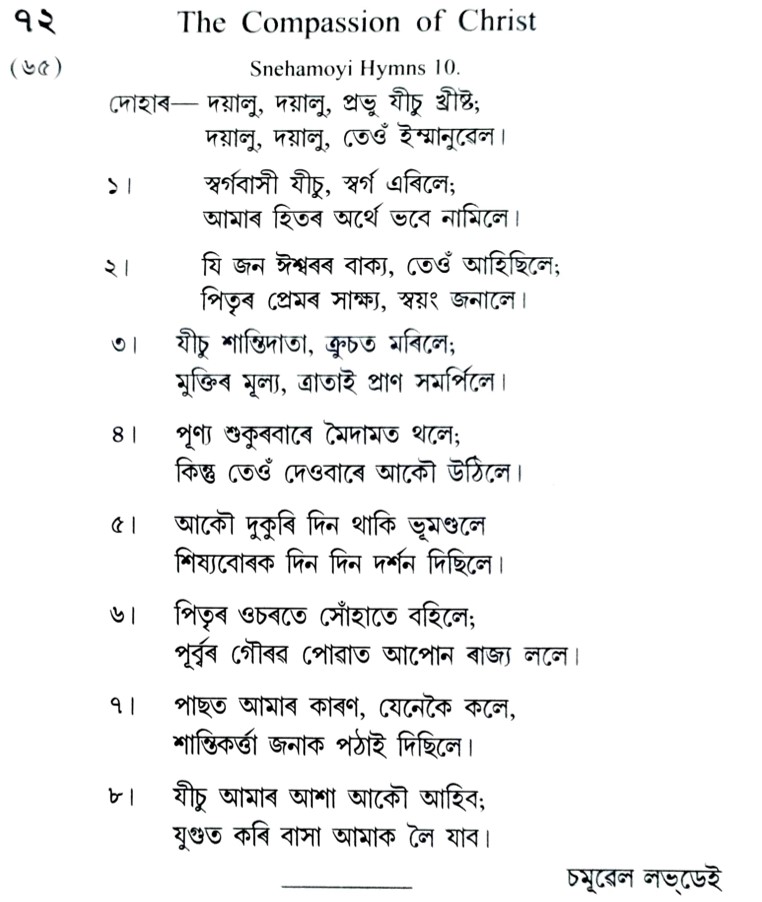 ৭২ The Compassion of Christ
(৬৫) Snehamoyi Hymns 10.
দোহাৰ— দয়ালু, দয়ালু, প্ৰভু যীচু খ্ৰীষ্ট;
দয়ালু, দয়ালু, তেওঁ ইম্মানুৱেল।
১। স্বৰ্গবাসী যীচু, স্বৰ্গ এৰিলে;
আমাৰ হিতৰ অৰ্থে ভবে নামিলে।
২। যি জন ঈশ্বৰৰ বাক্য, তেওঁ আহিছিলে;
পিতৃৰ প্ৰেমৰ সাক্ষ্য, স্বয়ং জনালে।
৩। যীচু শান্তিদাতা, ক্ৰুচত মৰিলে;
মুক্তিৰ মূল্য, ত্ৰাতাই প্ৰাণ সমৰ্পিলে।
৪। পূণ্য শুকুৰবাৰে মৈদামত থলে;
কিন্তু তেওঁ দেওবাৰে আকৌ উঠিলে।
৫। আকৌ দুকুৰি দিন থাকি ভূমণ্ডলে
শিষ্যবোৰক দিন দিন দৰ্শন দিছিলে।
৬। পিতৃৰ ওচৰতে সোঁহাতে বহিলে;
পূৰ্ব্বৰ গৌৰৱ পোৱাত আপোন ৰাজ্য ললে।
৭। পাছত আমাৰ কাৰণ, যেনেকৈ কলে,
শান্তিকৰ্ত্তা জনাক পঠাই দিছিলে।
৮। যীচু আমাৰ আশা আকৌ আহিব;
যুগুত কৰি বাসা আমাক লৈ যাব।
চমূৱেল লভ্‌ডেই